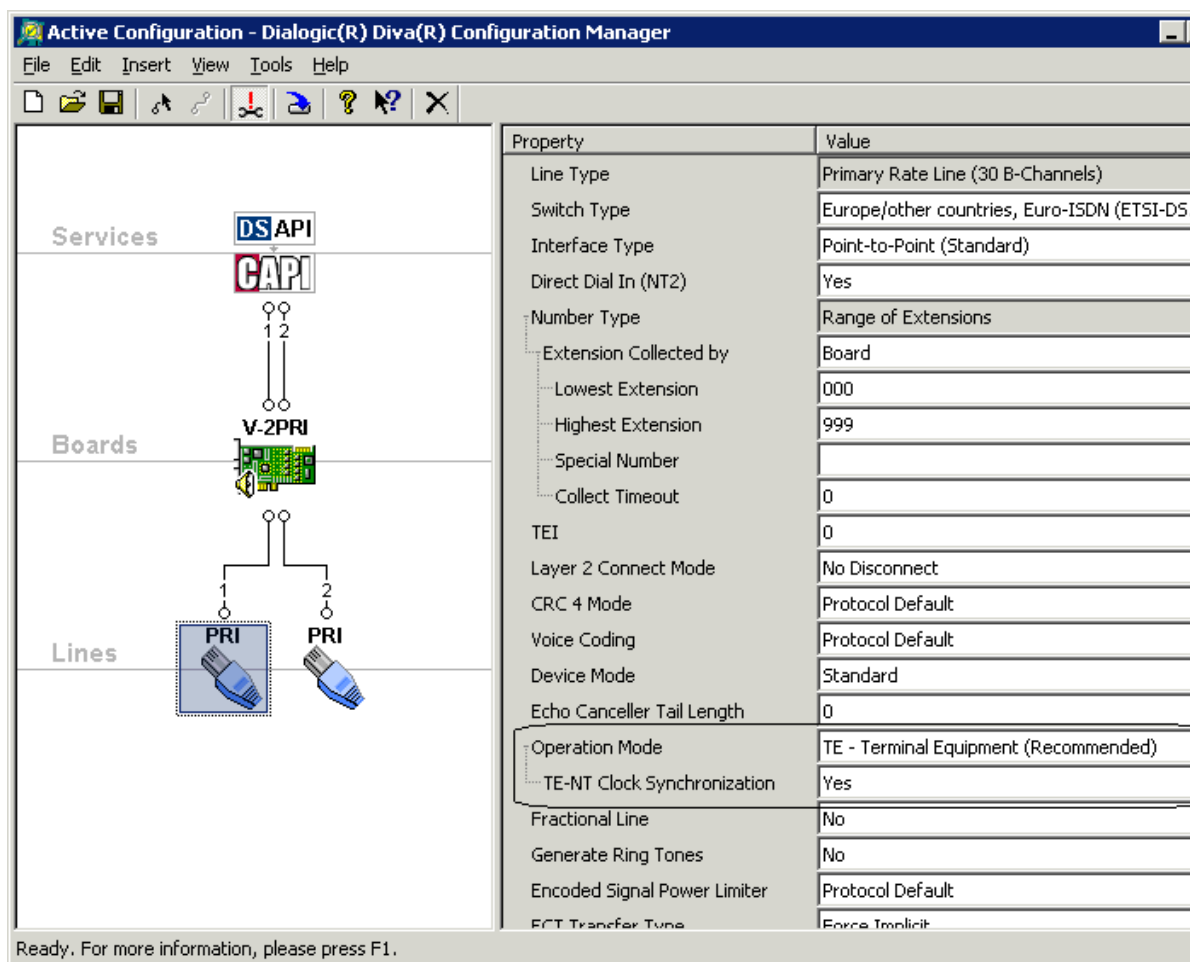 Active Configuration - Dialogic(R) Diva(R) Configuration Manager
File Edit Insert View Tools Help
Services
DS API
CAPI
1 2
V-2PRI
Boards
1 2
PRI PRI
Lines
Property Value
Line Type Primary Rate Line (30 B-Channels)
Switch Type Europe/other countries, Euro-ISDN (ETSI-DS
Interface Type Point-to-Point (Standard)
Direct Dial In (NT2) Yes
Number Type Range of Extensions
Extension Collected by Board
Lowest Extension 000
Highest Extension 999
Special Number
Collect Timeout 0
TEI 0
Layer 2 Connect Mode No Disconnect
CRC 4 Mode Protocol Default
Voice Coding Protocol Default
Device Mode Standard
Echo Canceller Tail Length 0
Operation Mode TE - Terminal Equipment (Recommended)
TE-NT Clock Synchronization Yes
Fractional Line No
Generate Ring Tones No
Encoded Signal Power Limiter Protocol Default
ECT Transfer Type Force Implicit
Ready. For more information, please press F1.